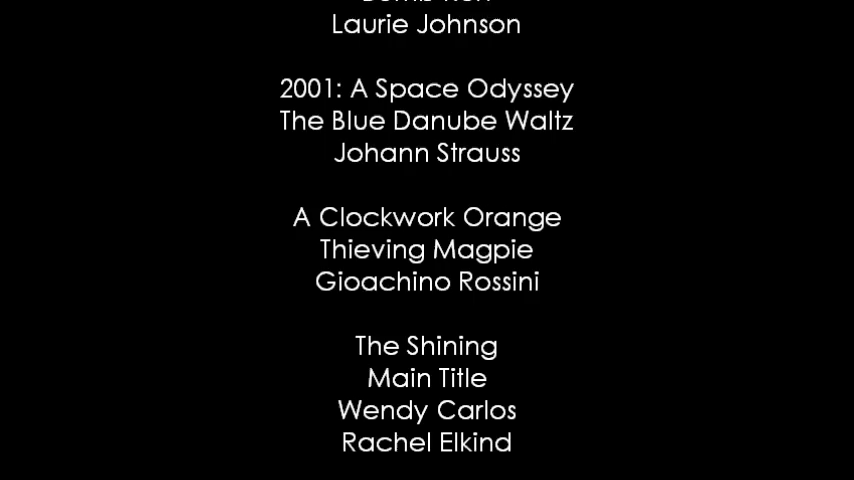 Laurie Johnson
2001: A Space Odyssey
The Blue Danube Waltz
Johann Strauss
A Clockwork Orange
Thieving Magpie
Gioachino Rossini
The Shining
Main Title
Wendy Carlos
Rachel Elkind